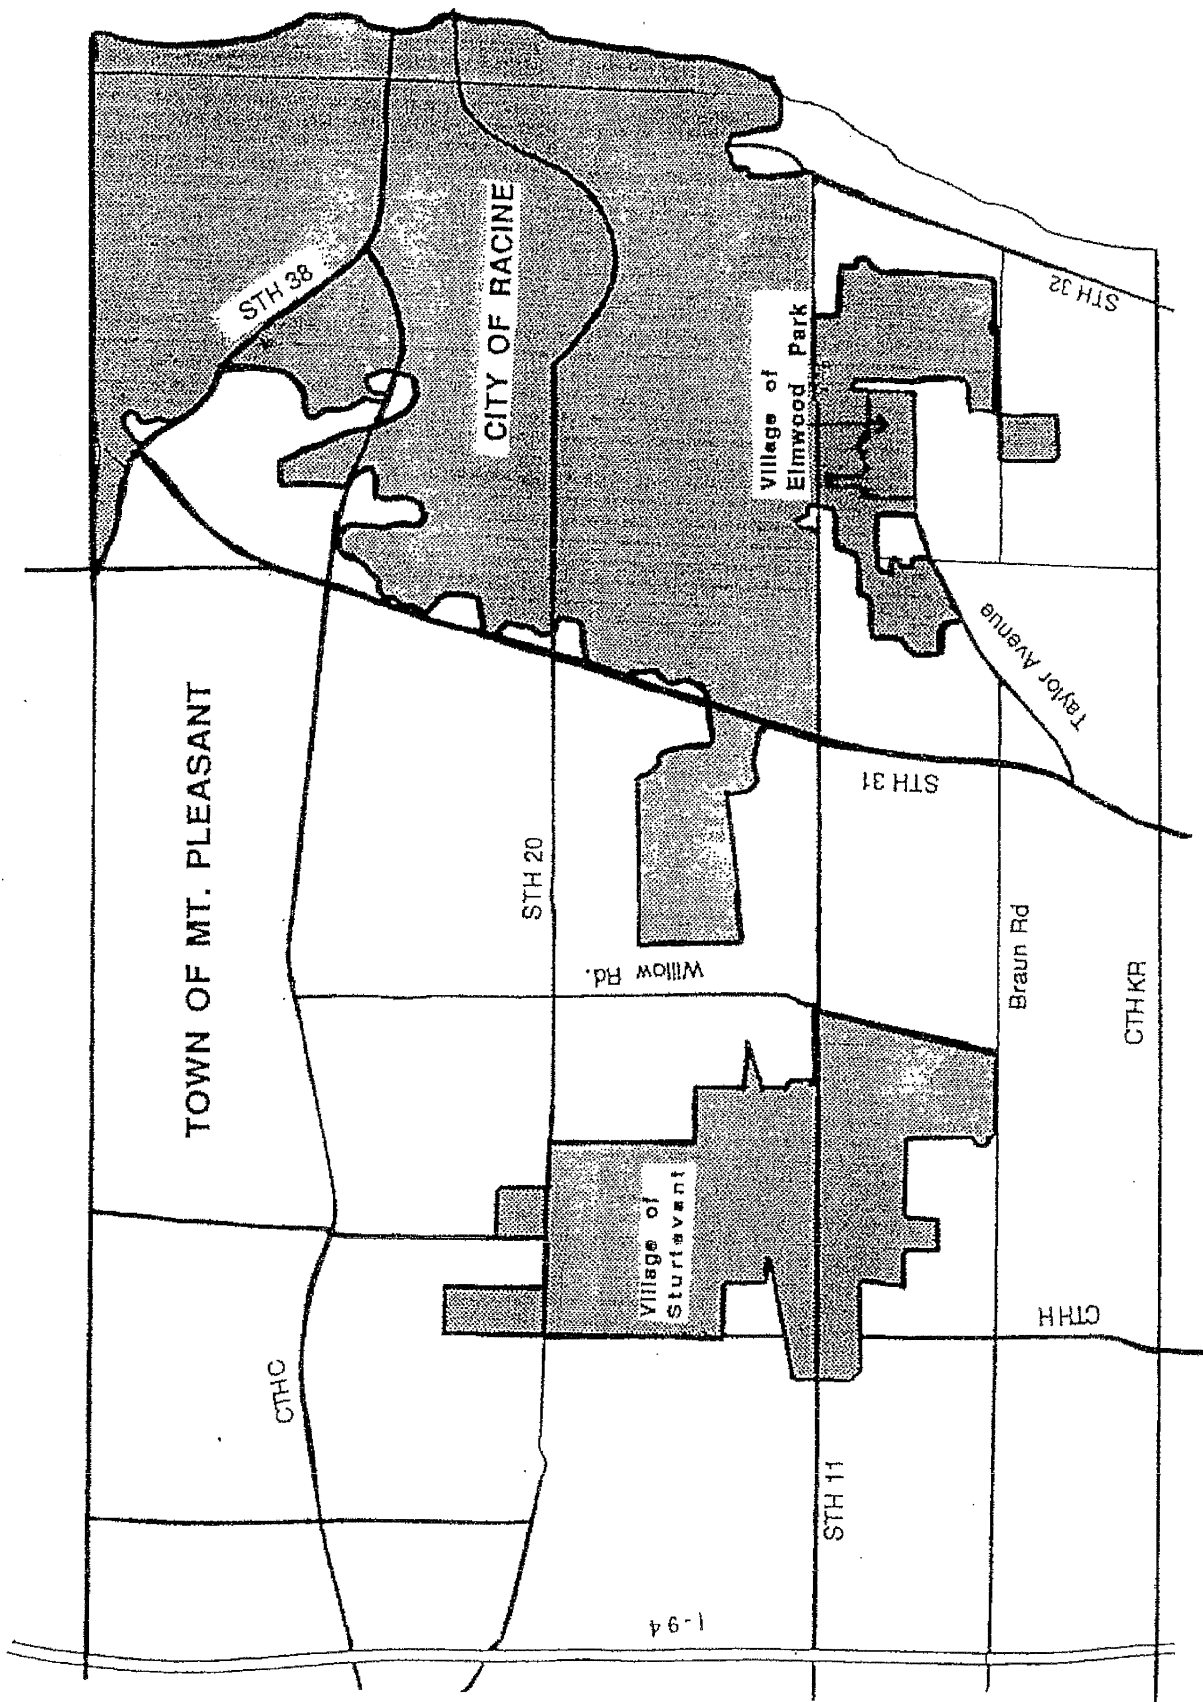 TOWN OF MT. PLEASANT
CITY OF RACINE
STH 38
Village of
Elmwood Park
Village of
Sturtevant
STH 20
Willow Rd.
STH 31
STH 32
Taylor Avenue
Braun Rd
CTH KR
CTH H
CTH C
STH 11
I-94